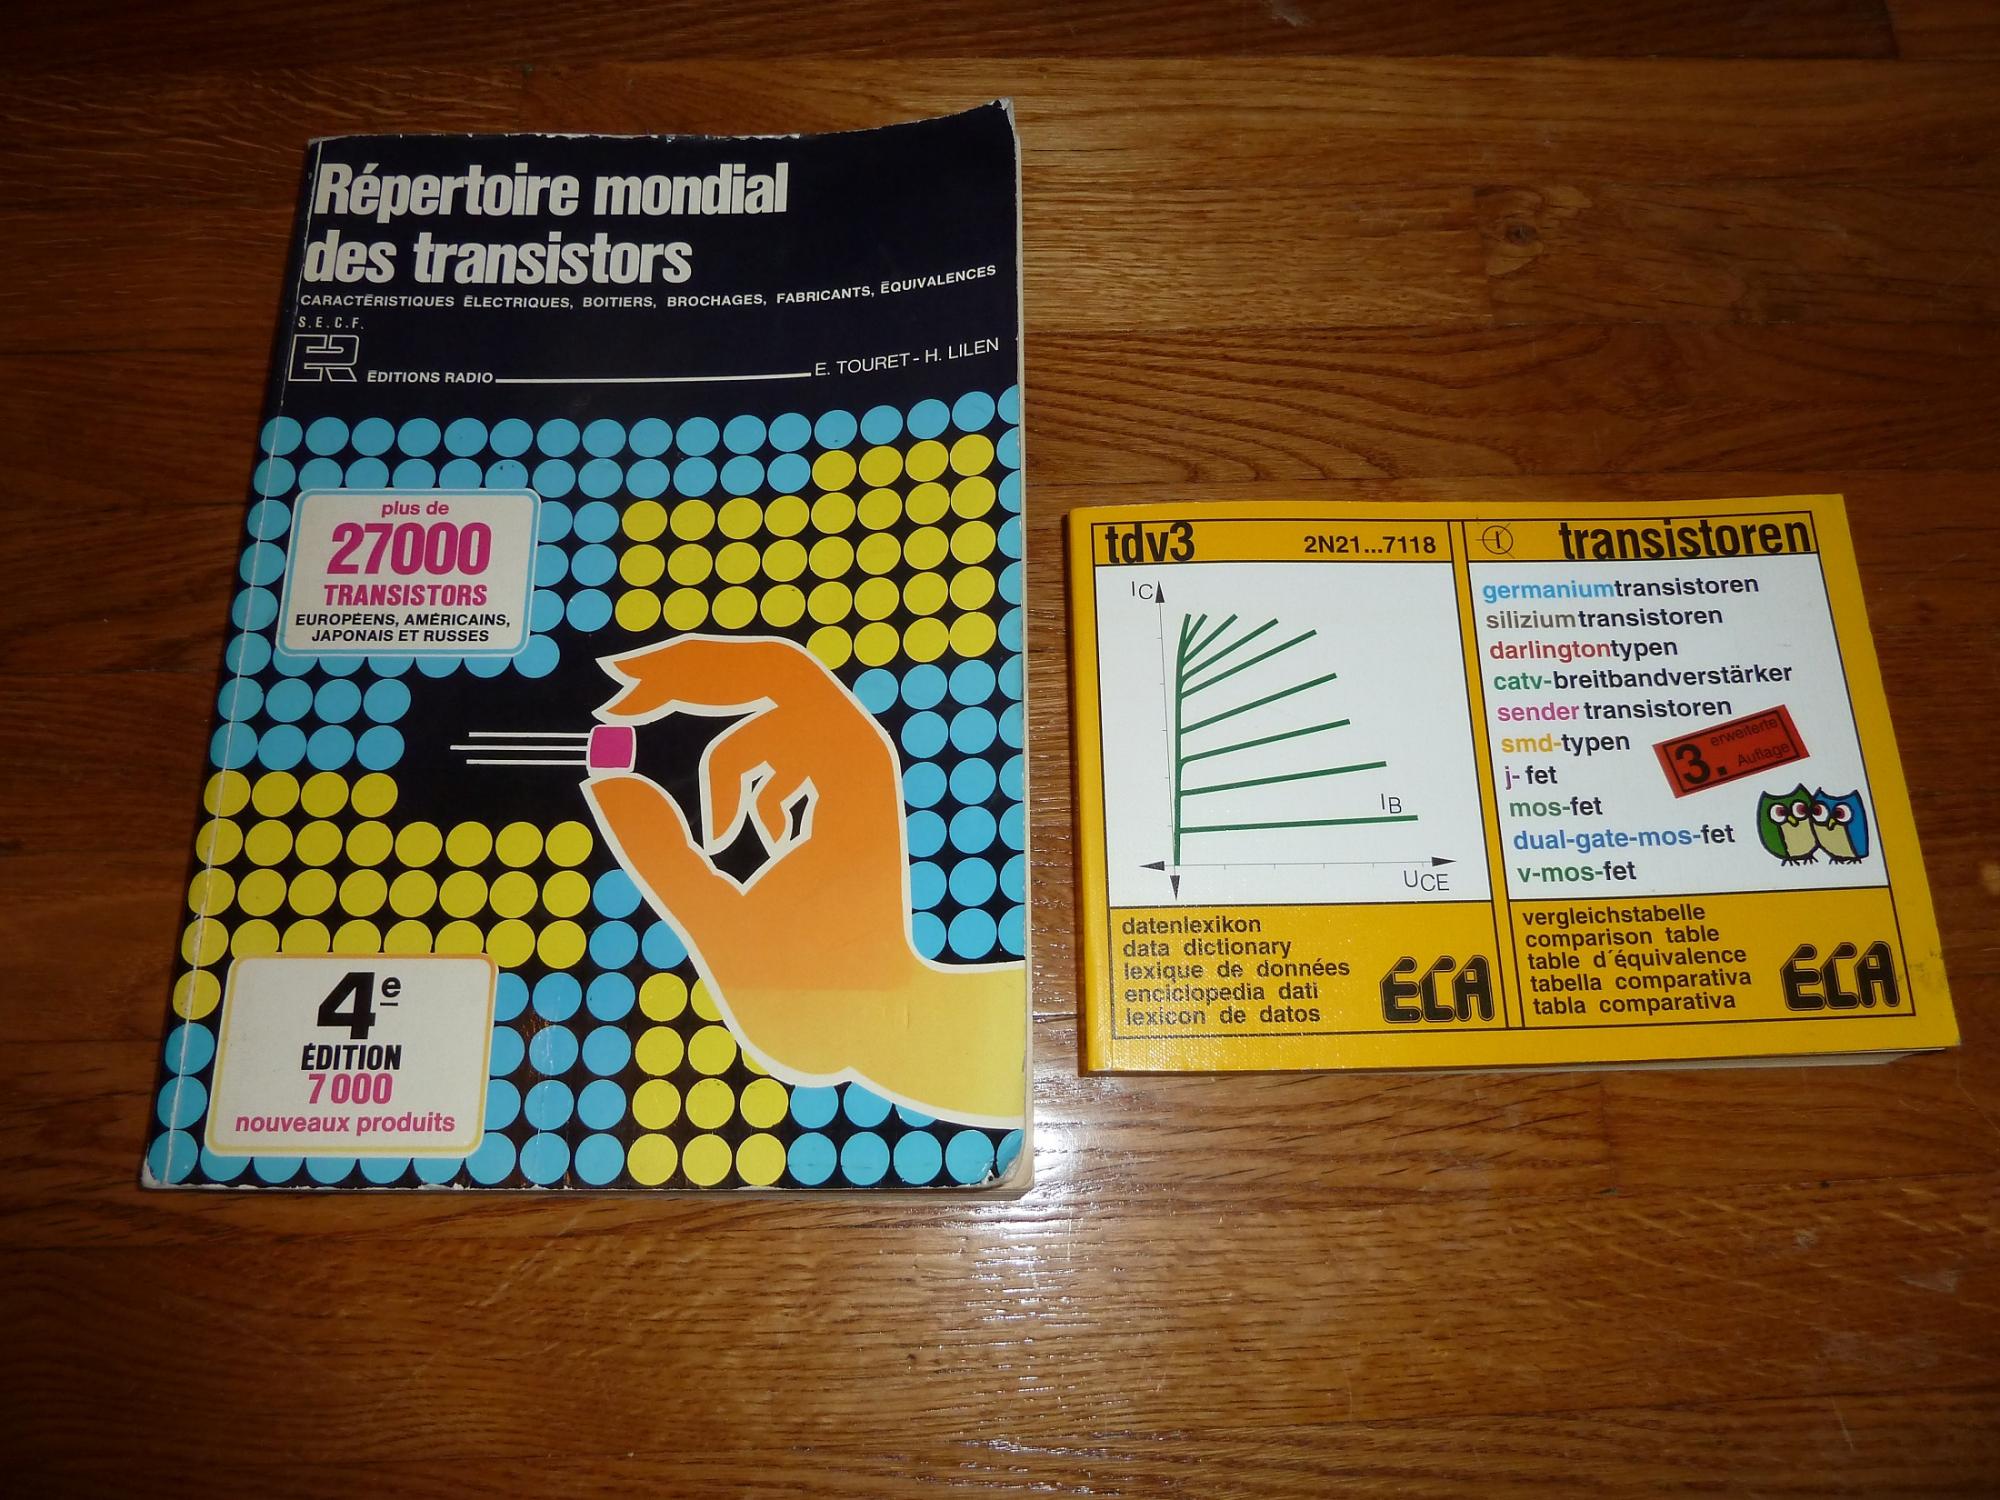 Répertoire mondial
des transistors
CARACTÉRISTIQUES ÉLECTRIQUES, BOITIERS, BROCHAGES, FABRICANTS, ÉQUIVALENCES
S.E.C.F.
ER
ÉDITIONS RADIO
E. TOURET - H. LILEN
plus de
27000
TRANSISTORS
EUROPÉENS, AMÉRICAINS,
JAPONAIS ET RUSSES
4e
ÉDITION
7000
nouveaux produits
tdv3
2N21...7118
IC
IB
UCE
datenlexikon
data dictionary
lexique de données
enciclopedia dati
lexicon de datos
ECA
transistoren
germaniumtransistoren
siliziumtransistoren
darlingtontypen
catv-breitbandverstärker
sendertransistoren
smd-typen
j-fet
mos-fet
dual-gate-mos-fet
v-mos-fet
3. erweiterte
Auflage
vergleichstabelle
comparison table
table d´équivalence
tabella comparativa
tabla comparativa
ECA